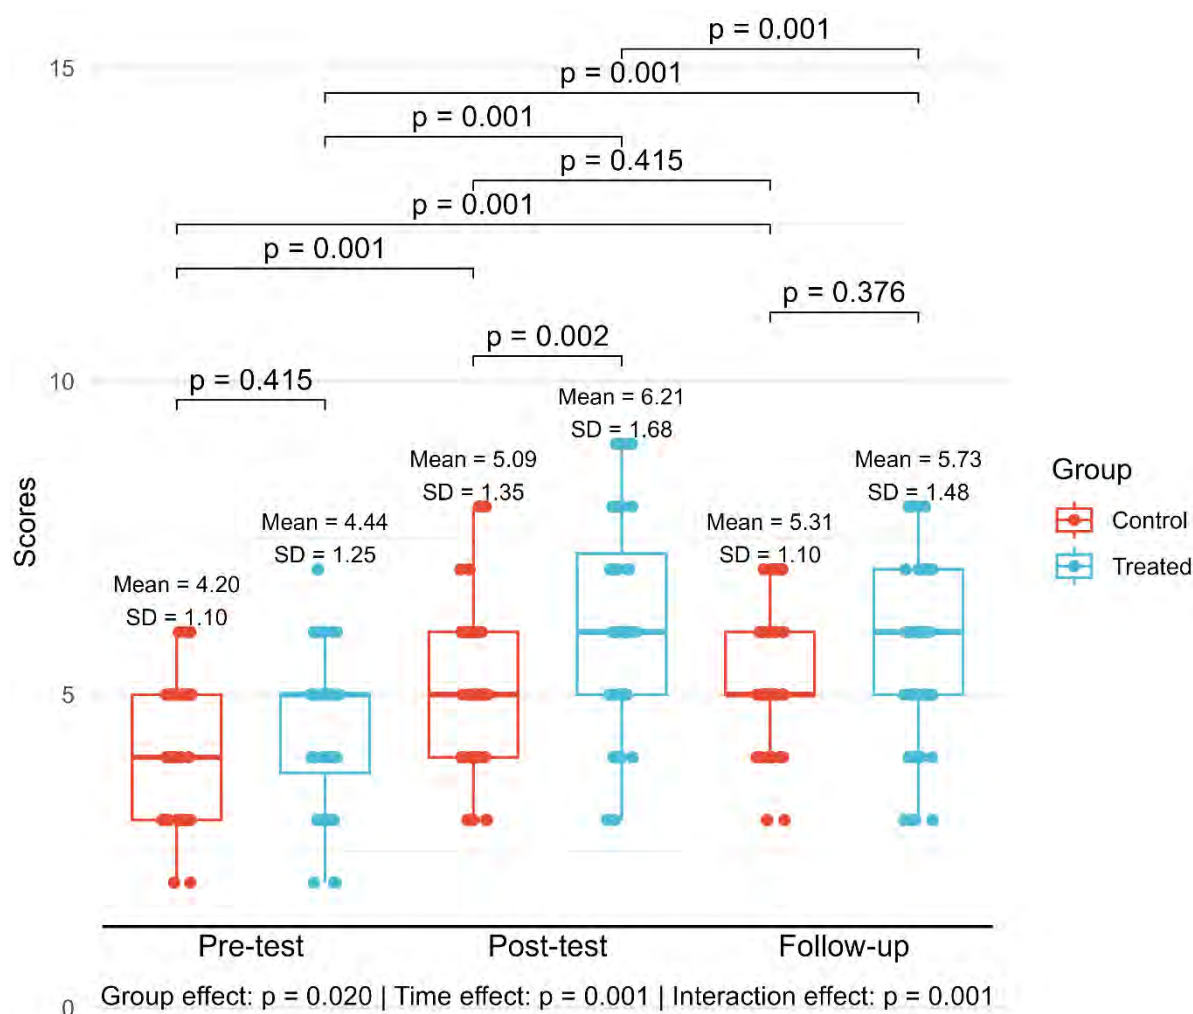 p = 0.001
15
p = 0.001
p = 0.001
p = 0.415
p = 0.001
p = 0.001
p = 0.376
p = 0.002
10
p = 0.415
Mean = 6.21
SD = 1.68
Mean = 5.09
SD = 1.35
Mean = 5.73
SD = 1.48
Mean = 4.44
SD = 1.25
Mean = 5.31
SD = 1.10
Mean = 4.20
SD = 1.10
Scores
Group
Control
Treated
5
Pre-test
Post-test
Follow-up
0
Group effect: p = 0.020 | Time effect: p = 0.001 | Interaction effect: p = 0.001